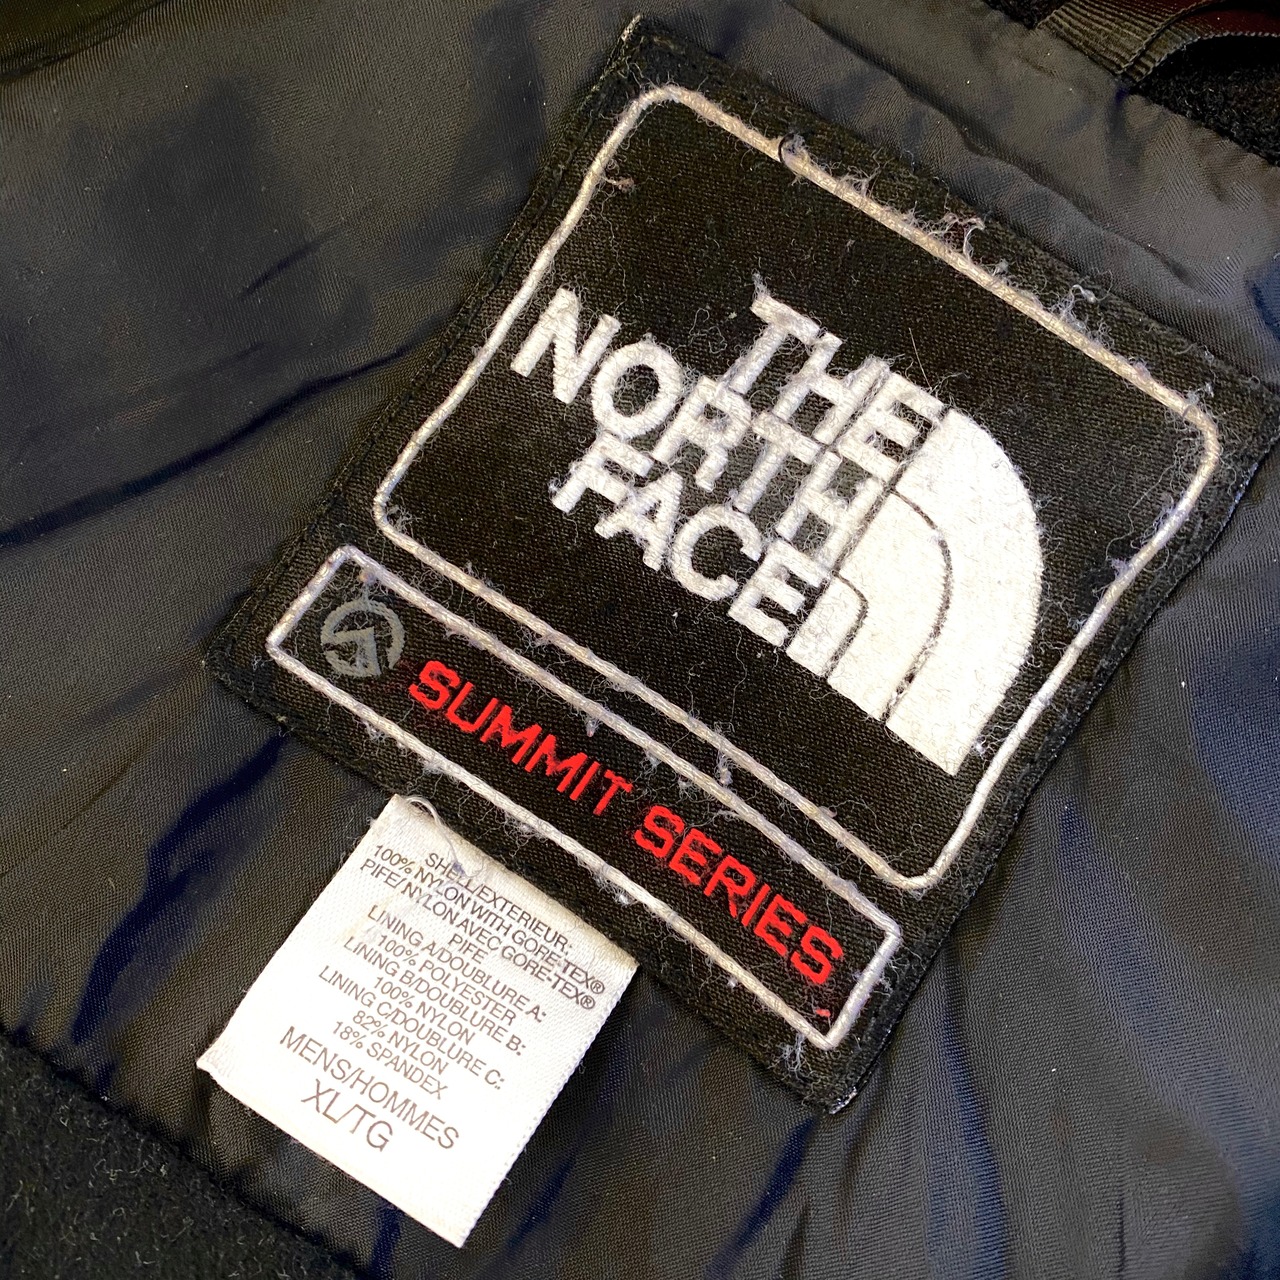 THE
NORTH
FACE
SUMMIT SERIES
SHELL/EXTERIEUR:
100% NYLON WITH GORE-TEX®
PIFE/NYLON AVEC GORE-TEX®
PIFE
LINING A/DOUBLURE A:
100% POLYESTER
LINING B/DOUBLURE B:
100% NYLON
LINING C/DOUBLURE C:
82% NYLON
18% SPANDEX
MENS/HOMMES
XL/TG